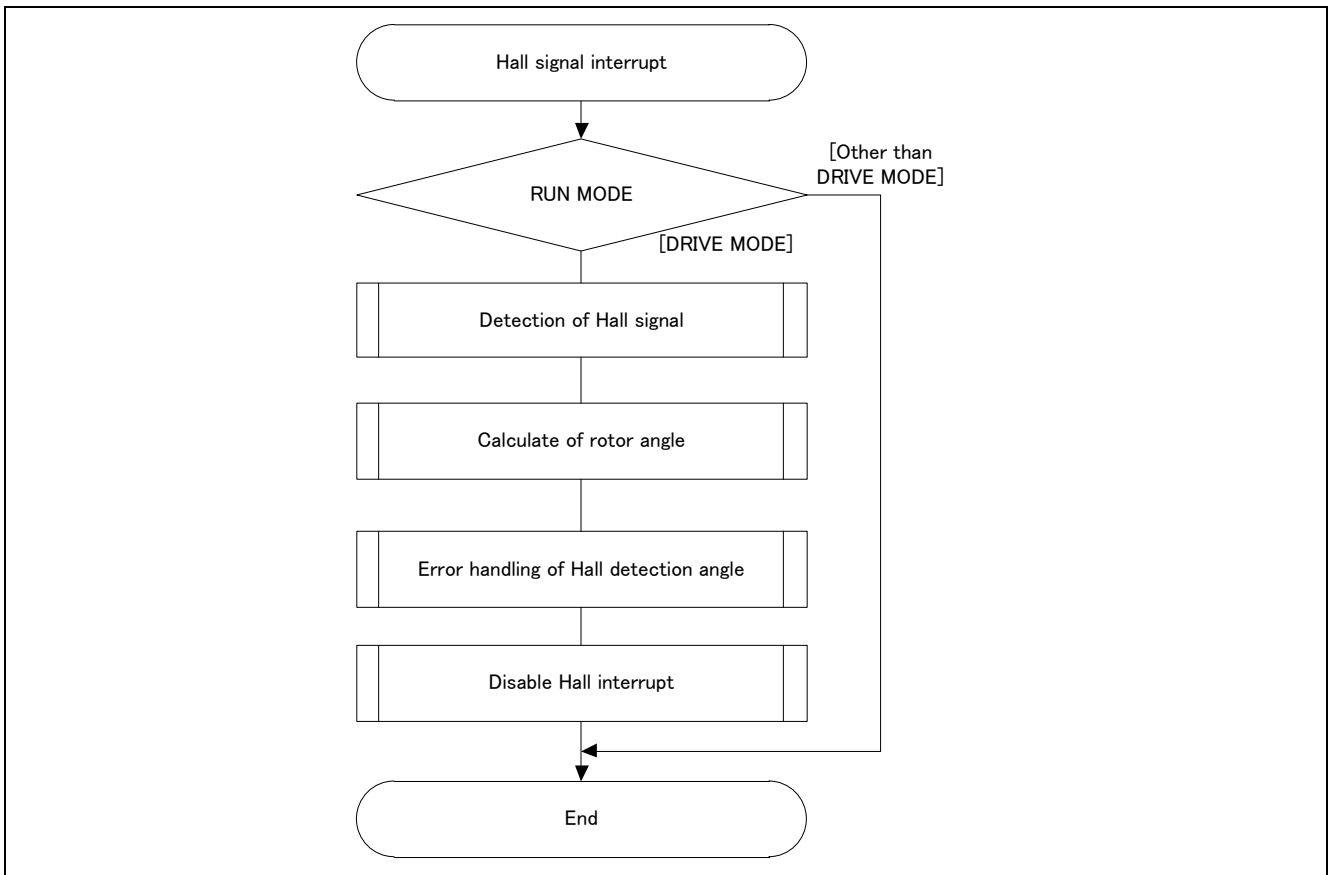 Hall signal interrupt
[Other than
DRIVE MODE]
RUN MODE
[DRIVE MODE]
Detection of Hall signal
Calculate of rotor angle
Error handling of Hall detection angle
Disable Hall interrupt
End